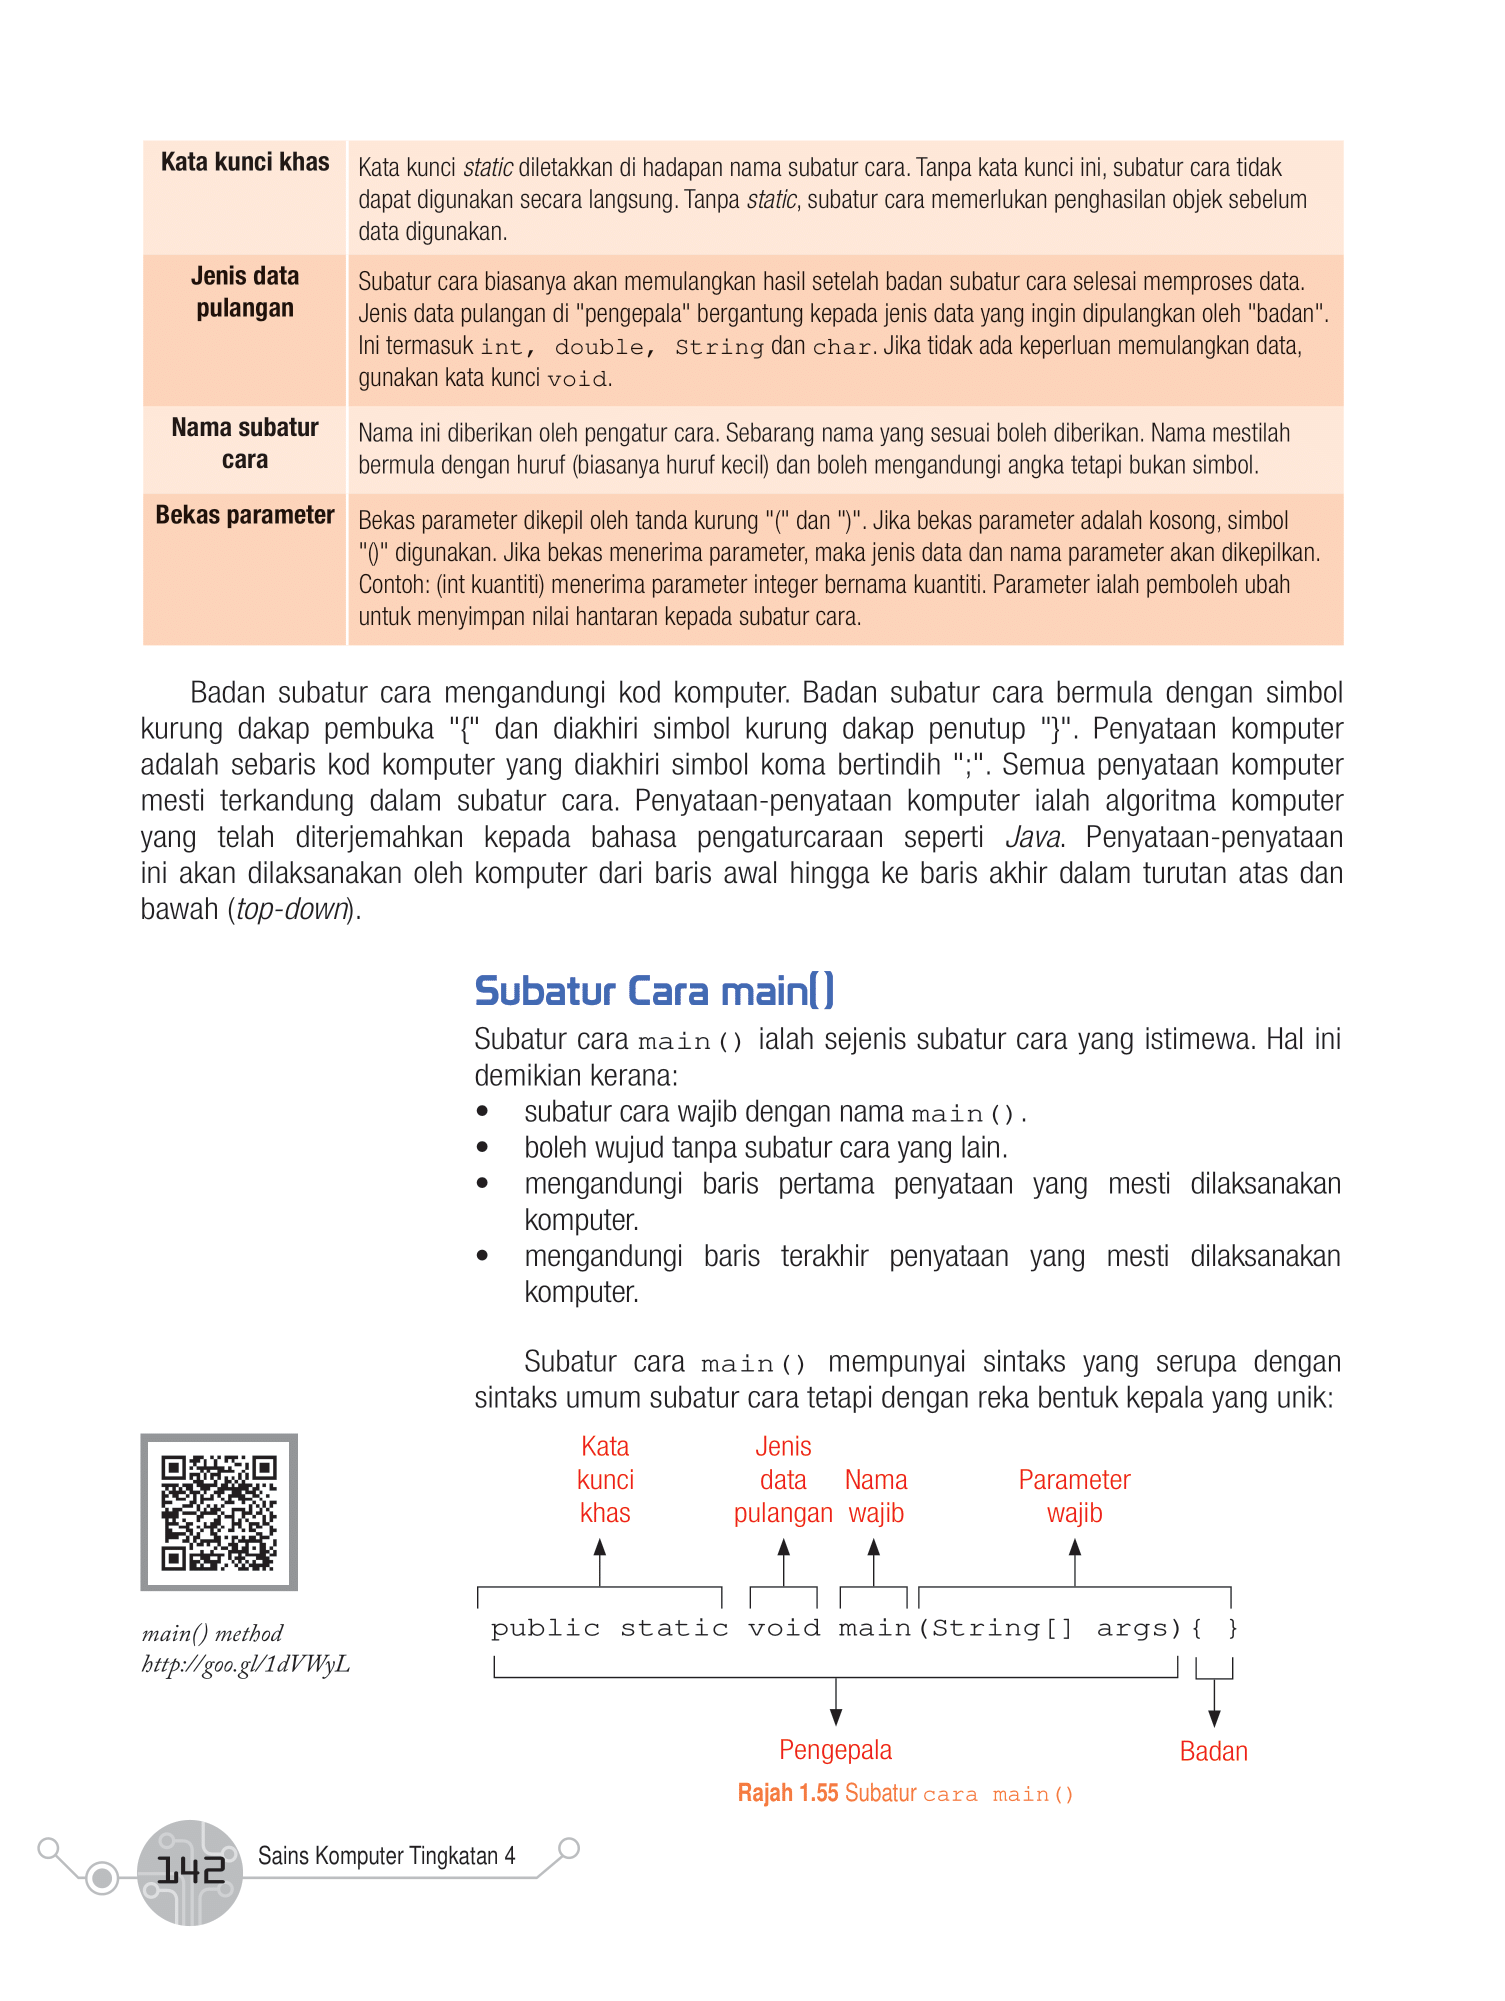 Kata kunci khas
Kata kunci static diletakkan di hadapan nama subatur cara. Tanpa kata kunci ini, subatur cara tidak
dapat digunakan secara langsung. Tanpa static, subatur cara memerlukan penghasilan objek sebelum
data digunakan.
Jenis data
pulangan
Subatur cara biasanya akan memulangkan hasil setelah badan subatur cara selesai memproses data.
Jenis data pulangan di "pengepala" bergantung kepada jenis data yang ingin dipulangkan oleh "badan".
Ini termasuk int, double, String dan char. Jika tidak ada keperluan memulangkan data,
gunakan kata kunci void.
Nama subatur
cara
Nama ini diberikan oleh pengatur cara. Sebarang nama yang sesuai boleh diberikan. Nama mestilah
bermula dengan huruf (biasanya huruf kecil) dan boleh mengandungi angka tetapi bukan simbol.
Bekas parameter
Bekas parameter dikepil oleh tanda kurung "(" dan ")". Jika bekas parameter adalah kosong, simbol
"()" digunakan. Jika bekas menerima parameter, maka jenis data dan nama parameter akan dikepilkan.
Contoh: (int kuantiti) menerima parameter integer bernama kuantiti. Parameter ialah pemboleh ubah
untuk menyimpan nilai hantaran kepada subatur cara.
Badan subatur cara mengandungi kod komputer. Badan subatur cara bermula dengan simbol
kurung dakap pembuka "{" dan diakhiri simbol kurung dakap penutup "}". Penyataan komputer
adalah sebaris kod komputer yang diakhiri simbol koma bertindih ";". Semua penyataan komputer
mesti terkandung dalam subatur cara. Penyataan-penyataan komputer ialah algoritma komputer
yang telah diterjemahkan kepada bahasa pengaturcaraan seperti Java. Penyataan-penyataan
ini akan dilaksanakan oleh komputer dari baris awal hingga ke baris akhir dalam turutan atas dan
bawah (top-down).
Subatur Cara main()
Subatur cara main() ialah sejenis subatur cara yang istimewa. Hal ini
demikian kerana:
• subatur cara wajib dengan nama main().
• boleh wujud tanpa subatur cara yang lain.
• mengandungi baris pertama penyataan yang mesti dilaksanakan
komputer.
• mengandungi baris terakhir penyataan yang mesti dilaksanakan
komputer.
Subatur cara main() mempunyai sintaks yang serupa dengan
sintaks umum subatur cara tetapi dengan reka bentuk kepala yang unik:
Kata
kunci
khas
Jenis
data
pulangan
Nama
wajib
Parameter
wajib
public static void main(String[] args){ }
Pengepala
Badan
Rajah 1.55 Subatur cara main()
main() method
http://goo.gl/1dVWyL
142
Sains Komputer Tingkatan 4